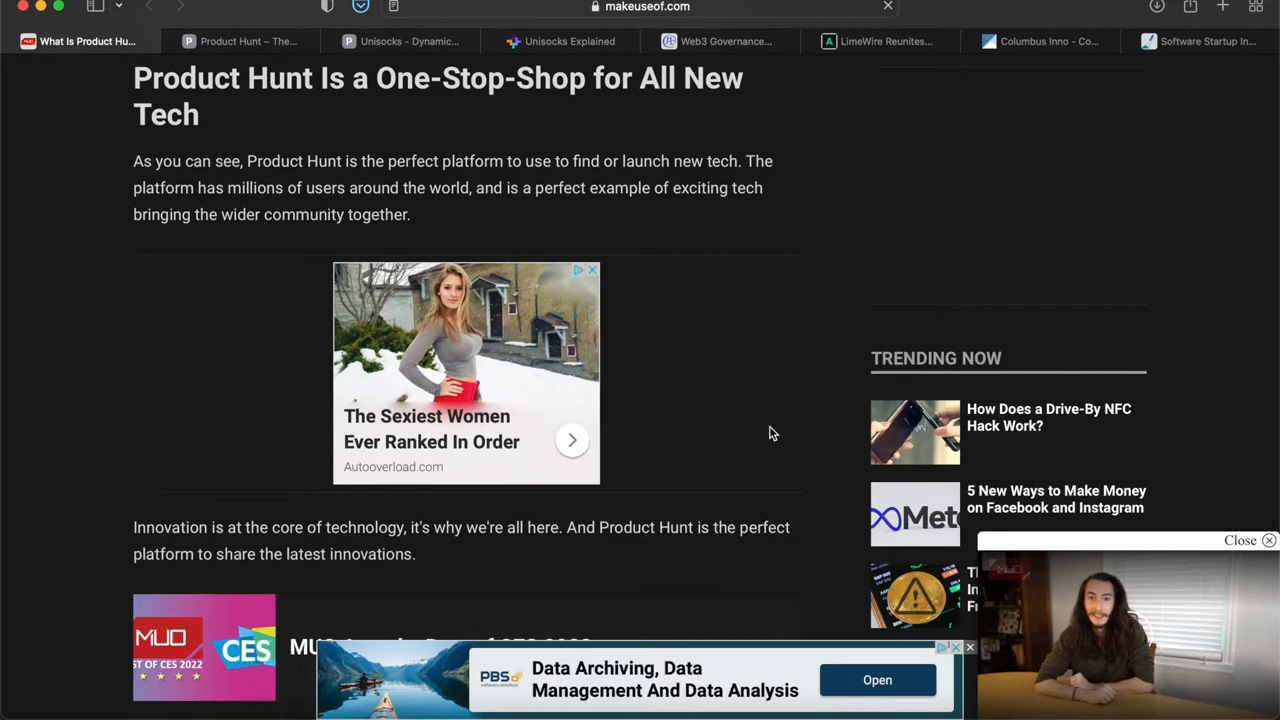 makeuseof.com
What Is Product Hu...
Product Hunt – The...
Unisocks - Dynamic...
Unisocks Explained
Web3 Governance...
LimeWire Reunites...
Columbus Inno - Co...
Software Startup In...
Product Hunt Is a One-Stop-Shop for All New
Tech
As you can see, Product Hunt is the perfect platform to use to find or launch new tech. The
platform has millions of users around the world, and is a perfect example of exciting tech
bringing the wider community together.
The Sexiest Women
Ever Ranked In Order
Autooverload.com
Innovation is at the core of technology, it's why we're all here. And Product Hunt is the perfect
platform to share the latest innovations.
MUO
BEST OF CES 2022
CES
TRENDING NOW
How Does a Drive-By NFC
Hack Work?
5 New Ways to Make Money
on Facebook and Instagram
Meta
Close
MUO
PBS
Data Archiving, Data
Management And Data Analysis
Open